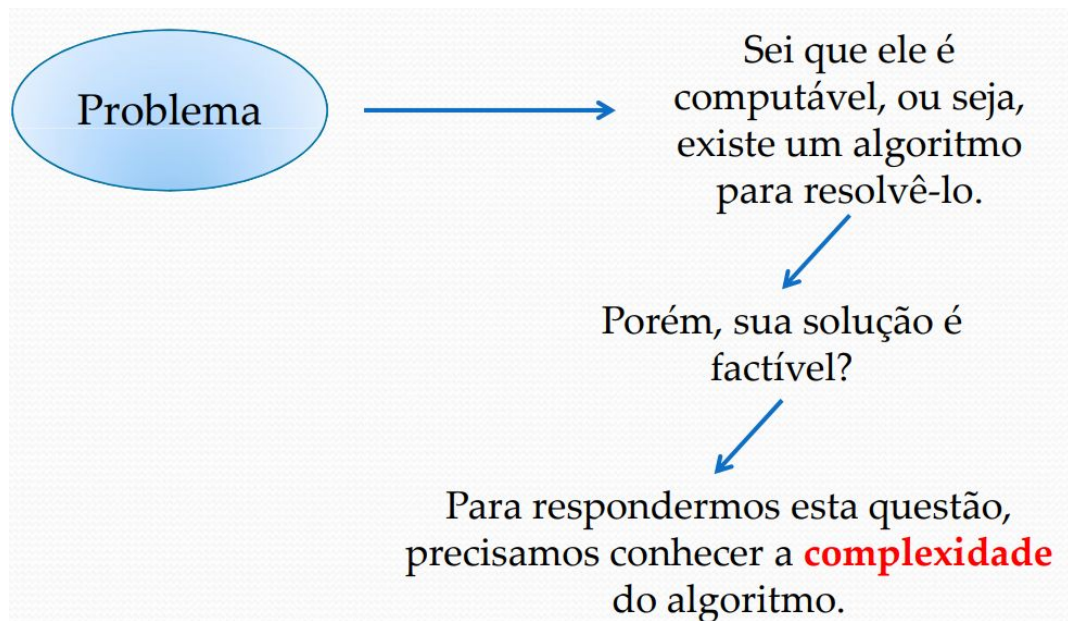 Problema
Sei que ele é
computável, ou seja,
existe um algoritmo
para resolvê-lo.
Porém, sua solução é
factível?
Para respondermos esta questão,
precisamos conhecer a complexidade
do algoritmo.